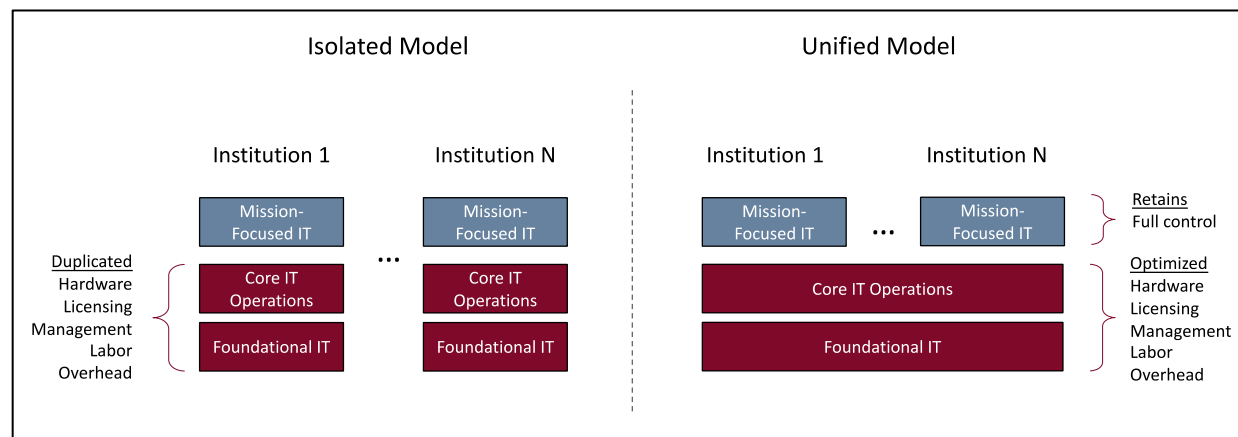 Isolated Model
Institution 1
Institution N
Mission-
Focused IT
Mission-
Focused IT
...
Core IT
Operations
Core IT
Operations
Foundational IT
Foundational IT
Duplicated
Hardware
Licensing
Management
Labor
Overhead
Unified Model
Institution 1
Institution N
Mission-
Focused IT
...
Mission-
Focused IT
Retains
Full control
Core IT Operations
Foundational IT
Optimized
Hardware
Licensing
Management
Labor
Overhead